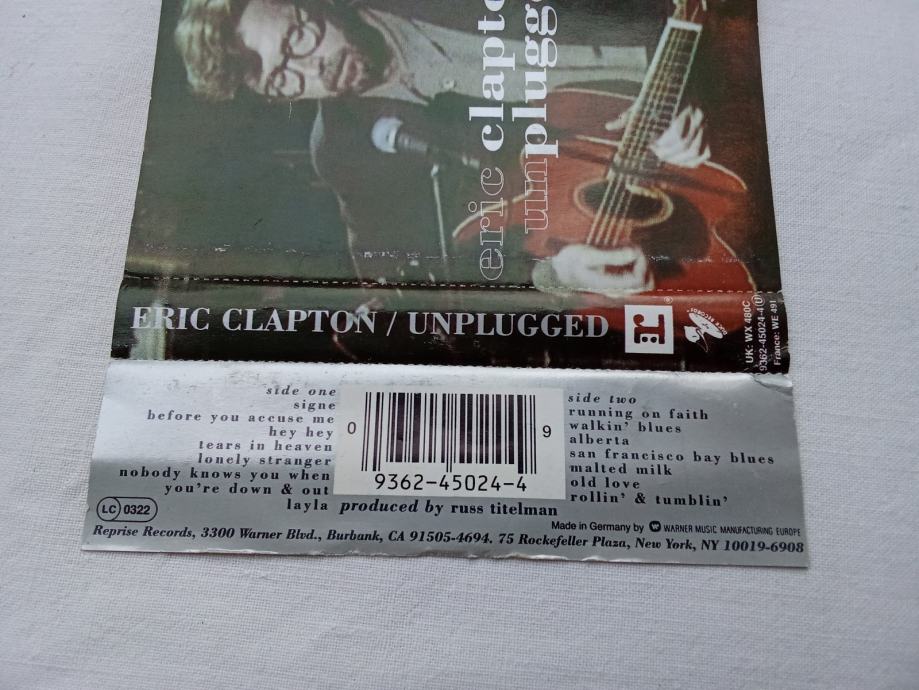 eric clapto
unplugg
ERIC CLAPTON / UNPLUGGED
r
DUCK RECORDS
UK: WX 480C
9362-45024-4(U)
France: WE 491
side one
signe
before you accuse me
hey hey
tears in heaven
lonely stranger
nobody knows you when
you're down & out
layla
0 9
9362-45024-4
side two
running on faith
walkin' blues
alberta
san francisco bay blues
malted milk
old love
rollin' & tumblin'
produced by russ titelman
LC 0322
Made in Germany by WARNER MUSIC MANUFACTURING EUROPE
Reprise Records, 3300 Warner Blvd., Burbank, CA 91505-4694. 75 Rockefeller Plaza, New York, NY 10019-6908